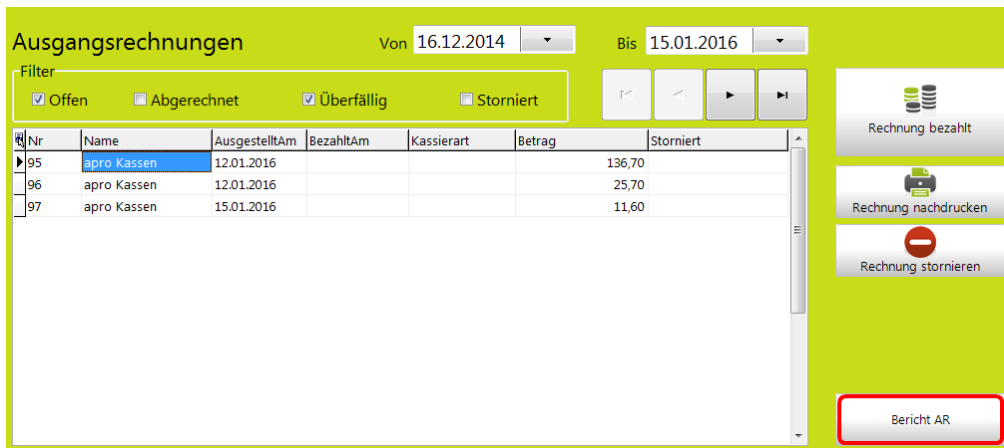 Ausgangsrechnungen Von 16.12.2014 Bis 15.01.2016
Filter
Offen Abgerechnet Überfällig Storniert
Rechnung bezahlt
Nr Name AusgestelltAm BezahltAm Kassierart Betrag Storniert
95 apro Kassen 12.01.2016 136,70
96 apro Kassen 12.01.2016 25,70
97 apro Kassen 15.01.2016 11,60
Rechnung nachdrucken
Rechnung stornieren
Bericht AR